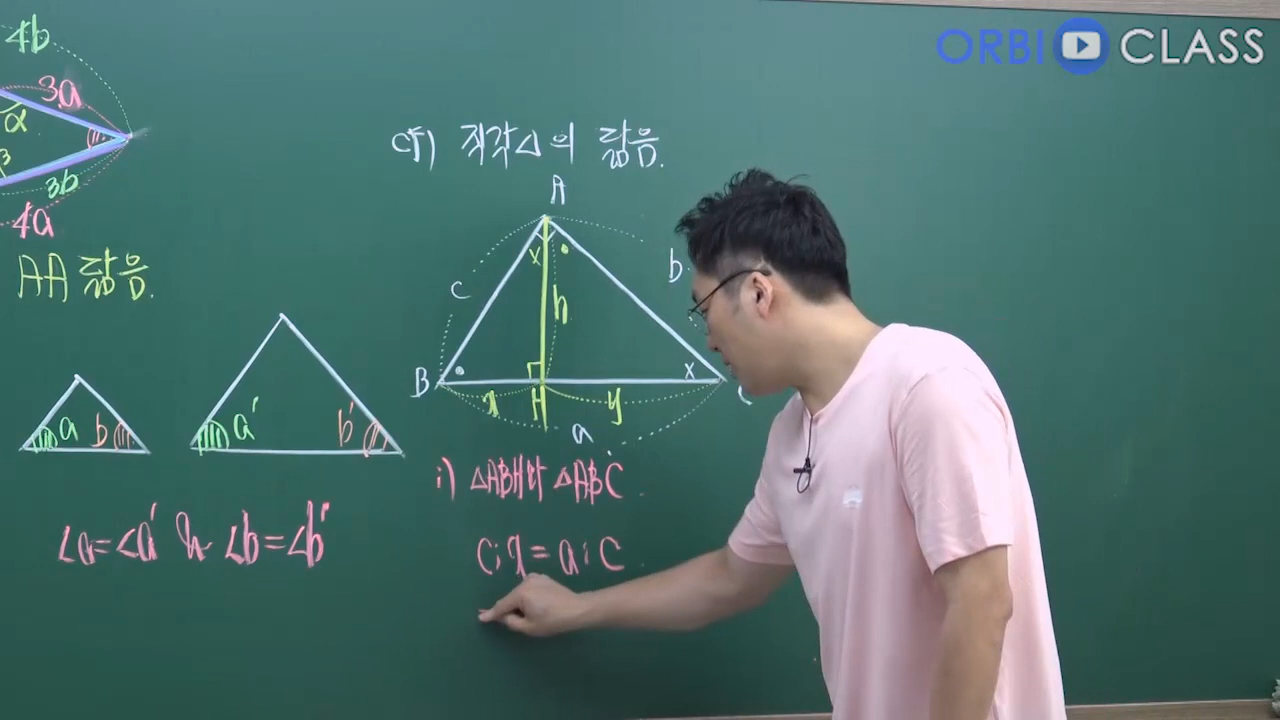 ORBI CLASS
4b
3a
α
3b
4a
AA 닮음.
a
b
a'
b'
∠a=∠a' & ∠b=∠b'
cf) 직각△의 닮음.
A
x
c
b
h
B
x
x
H
y
C
a
i) △ABH와 △ABC
c : x = a : c